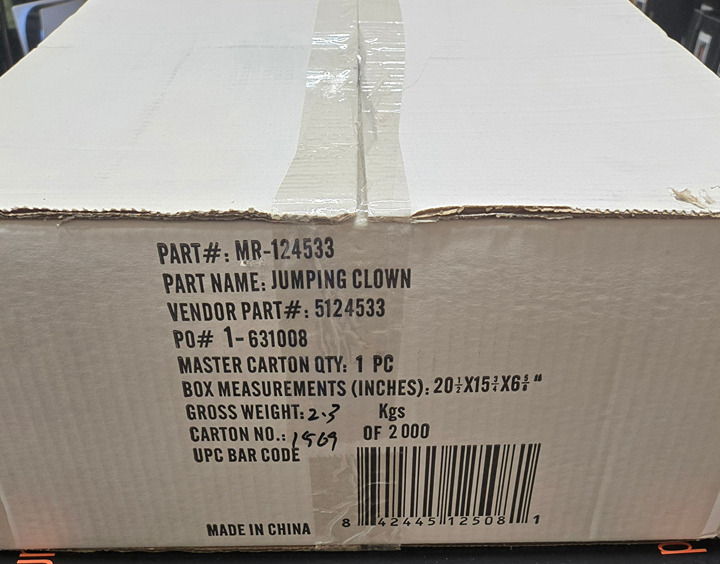 PART#: MR-124533
PART NAME: JUMPING CLOWN
VENDOR PART#: 5124533
PO# 1-631008
MASTER CARTON QTY: 1 PC
BOX MEASUREMENTS (INCHES): 20½X15¾X6⅝"
GROSS WEIGHT: 2.3 Kgs
CARTON NO.: 1569 OF 2000
UPC BAR CODE
8 42445 12508 1
MADE IN CHINA